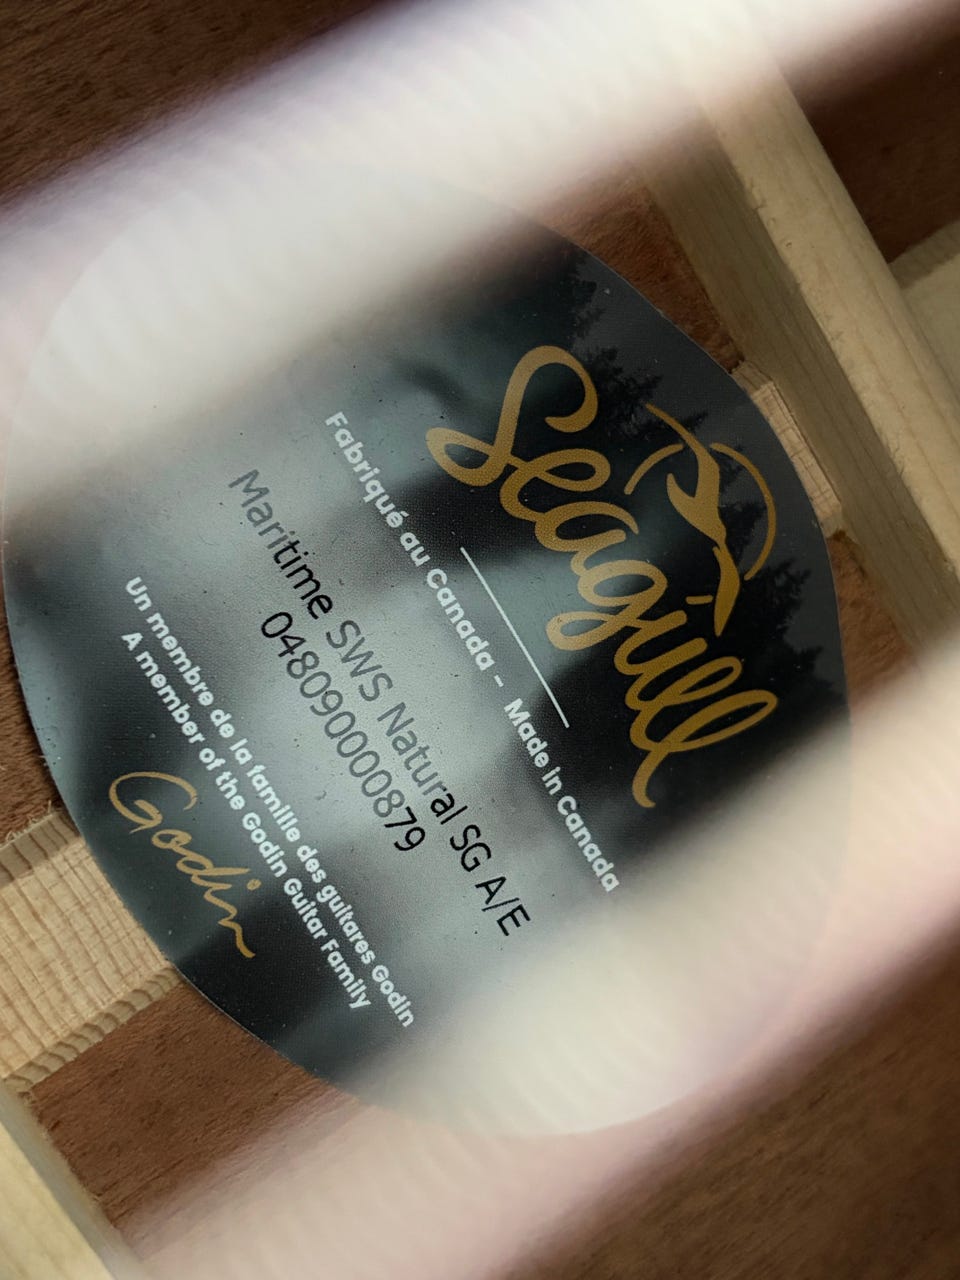 Seagull
Fabriqué au Canada - Made in Canada
Maritime SWS Natural SG A/E
048090000879
Un membre de la famille des guitares Godin
A member of the Godin Guitar Family
Godin